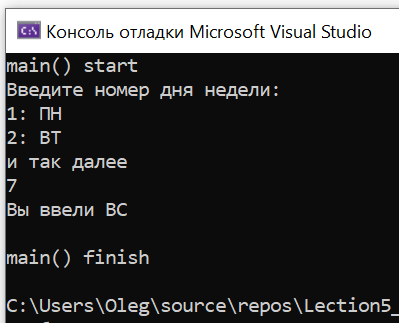 C:\ Консоль отладки Microsoft Visual Studio
main() start
Введите номер дня недели:
1: ПН
2: ВТ
и так далее
7
Вы ввели ВС
main() finish
C:\Users\Oleg\source\repos\Lection5_